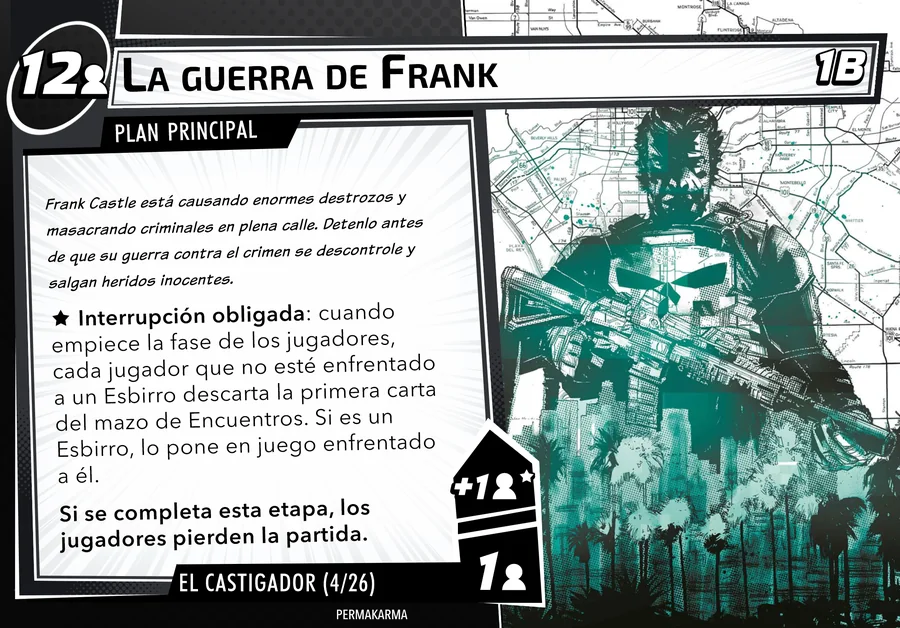 12
LA GUERRA DE FRANK
1B
PLAN PRINCIPAL
Frank Castle está causando enormes destrozos y
masacrando criminales en plena calle. Detenlo antes
de que su guerra contra el crimen se descontrole y
salgan heridos inocentes.
★ Interrupción obligada: cuando
empiece la fase de los jugadores,
cada jugador que no esté enfrentado
a un Esbirro descarta la primera carta
del mazo de Encuentros. Si es un
Esbirro, lo pone en juego enfrentado
a él.
Si se completa esta etapa, los
jugadores pierden la partida.
+1★
1
EL CASTIGADOR (4/26)
PERMAKARMA